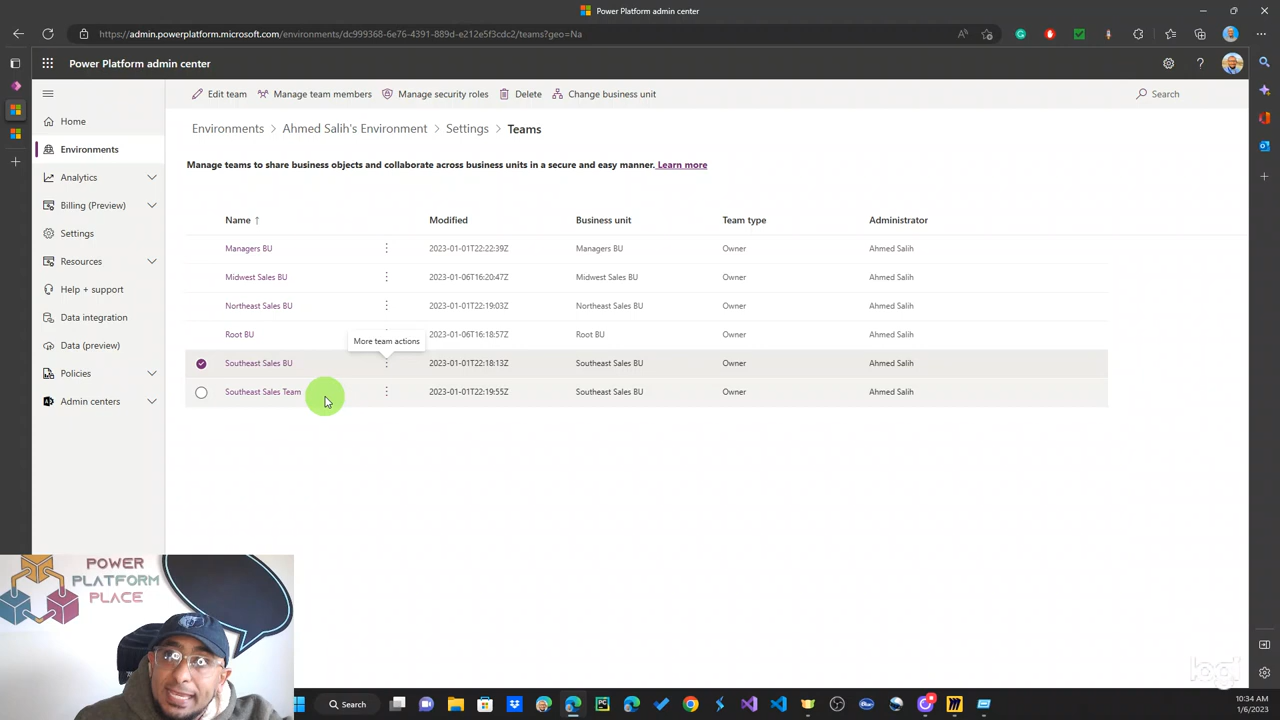 Power Platform admin center
https://admin.powerplatform.microsoft.com/environments/dc999368-6e76-4391-889d-e212e5f3cdc2/teams?geo=Na
Power Platform admin center
Edit team Manage team members Manage security roles Delete Change business unit Search
Home
Environments
Analytics
Billing (Preview)
Settings
Resources
Help + support
Data integration
Data (preview)
Policies
Admin centers
Environments > Ahmed Salih's Environment > Settings > Teams
Manage teams to share business objects and collaborate across business units in a secure and easy manner. Learn more
Name ↑ Modified Business unit Team type Administrator
Managers BU 2023-01-01T22:22:39Z Managers BU Owner Ahmed Salih
Midwest Sales BU 2023-01-06T16:20:47Z Midwest Sales BU Owner Ahmed Salih
Northeast Sales BU 2023-01-01T22:19:03Z Northeast Sales BU Owner Ahmed Salih
Root BU 2023-01-06T16:18:57Z Root BU Owner Ahmed Salih
More team actions
Southeast Sales BU 2023-01-01T22:18:13Z Southeast Sales BU Owner Ahmed Salih
Southeast Sales Team 2023-01-01T22:19:55Z Southeast Sales BU Owner Ahmed Salih
POWER
PLATFORM
PLACE
logi
Search
10:34 AM
1/6/2023